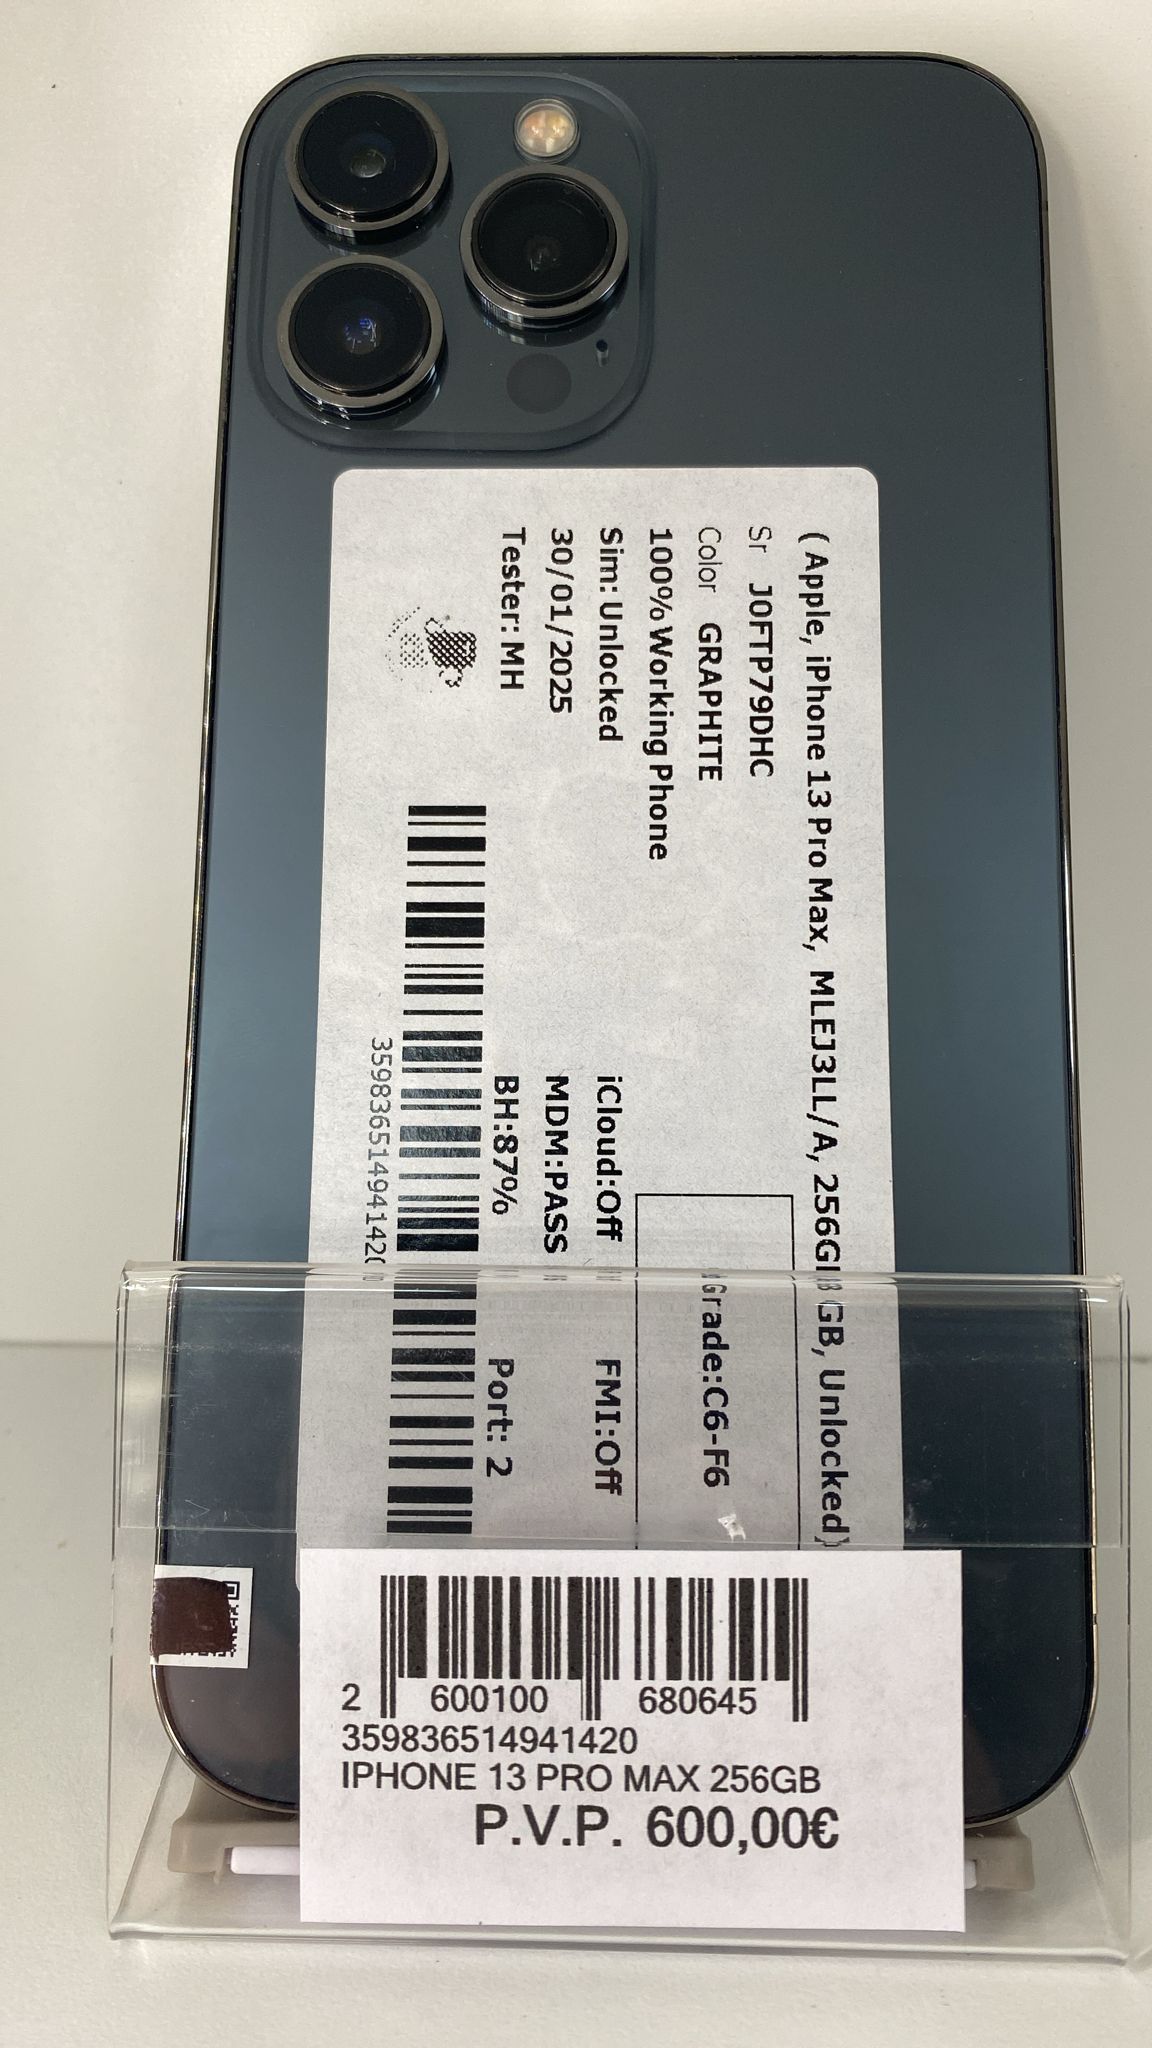 ( Apple, iPhone 13 Pro Max, MLEJ3LL/A, 256GB, Unlocked)
Sr J0FTP79DHC
Color GRAPHITE
100% Working Phone
Grade:C6-F6
Sim: Unlocked iCloud:Off FMI:Off
30/01/2025 MDM:PASS
Tester: MH BH:87% Port: 2
359836514941420
2 600100 680645
359836514941420
IPHONE 13 PRO MAX 256GB
P.V.P. 600,00€